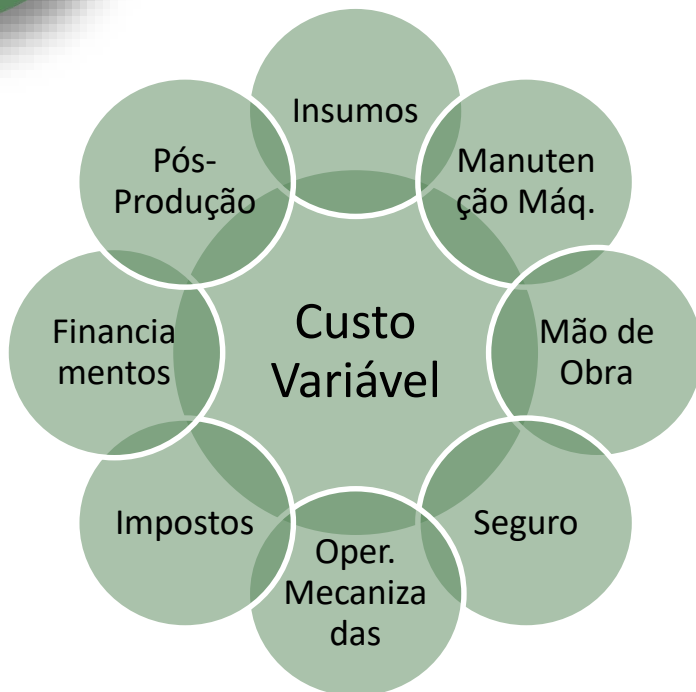 Insumos
Manuten
ção Máq.
Mão de
Obra
Seguro
Oper.
Mecaniza
das
Impostos
Financia
mentos
Pós-
Produção
Custo
Variável